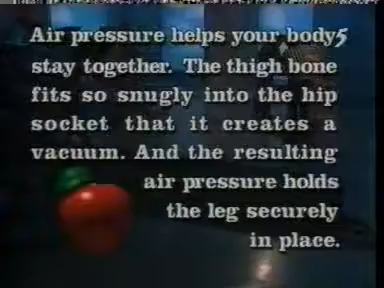 Air pressure helps your body5
stay together. The thigh bone
fits so snugly into the hip
socket that it creates a
vacuum. And the resulting
air pressure holds
the leg securely
in place.